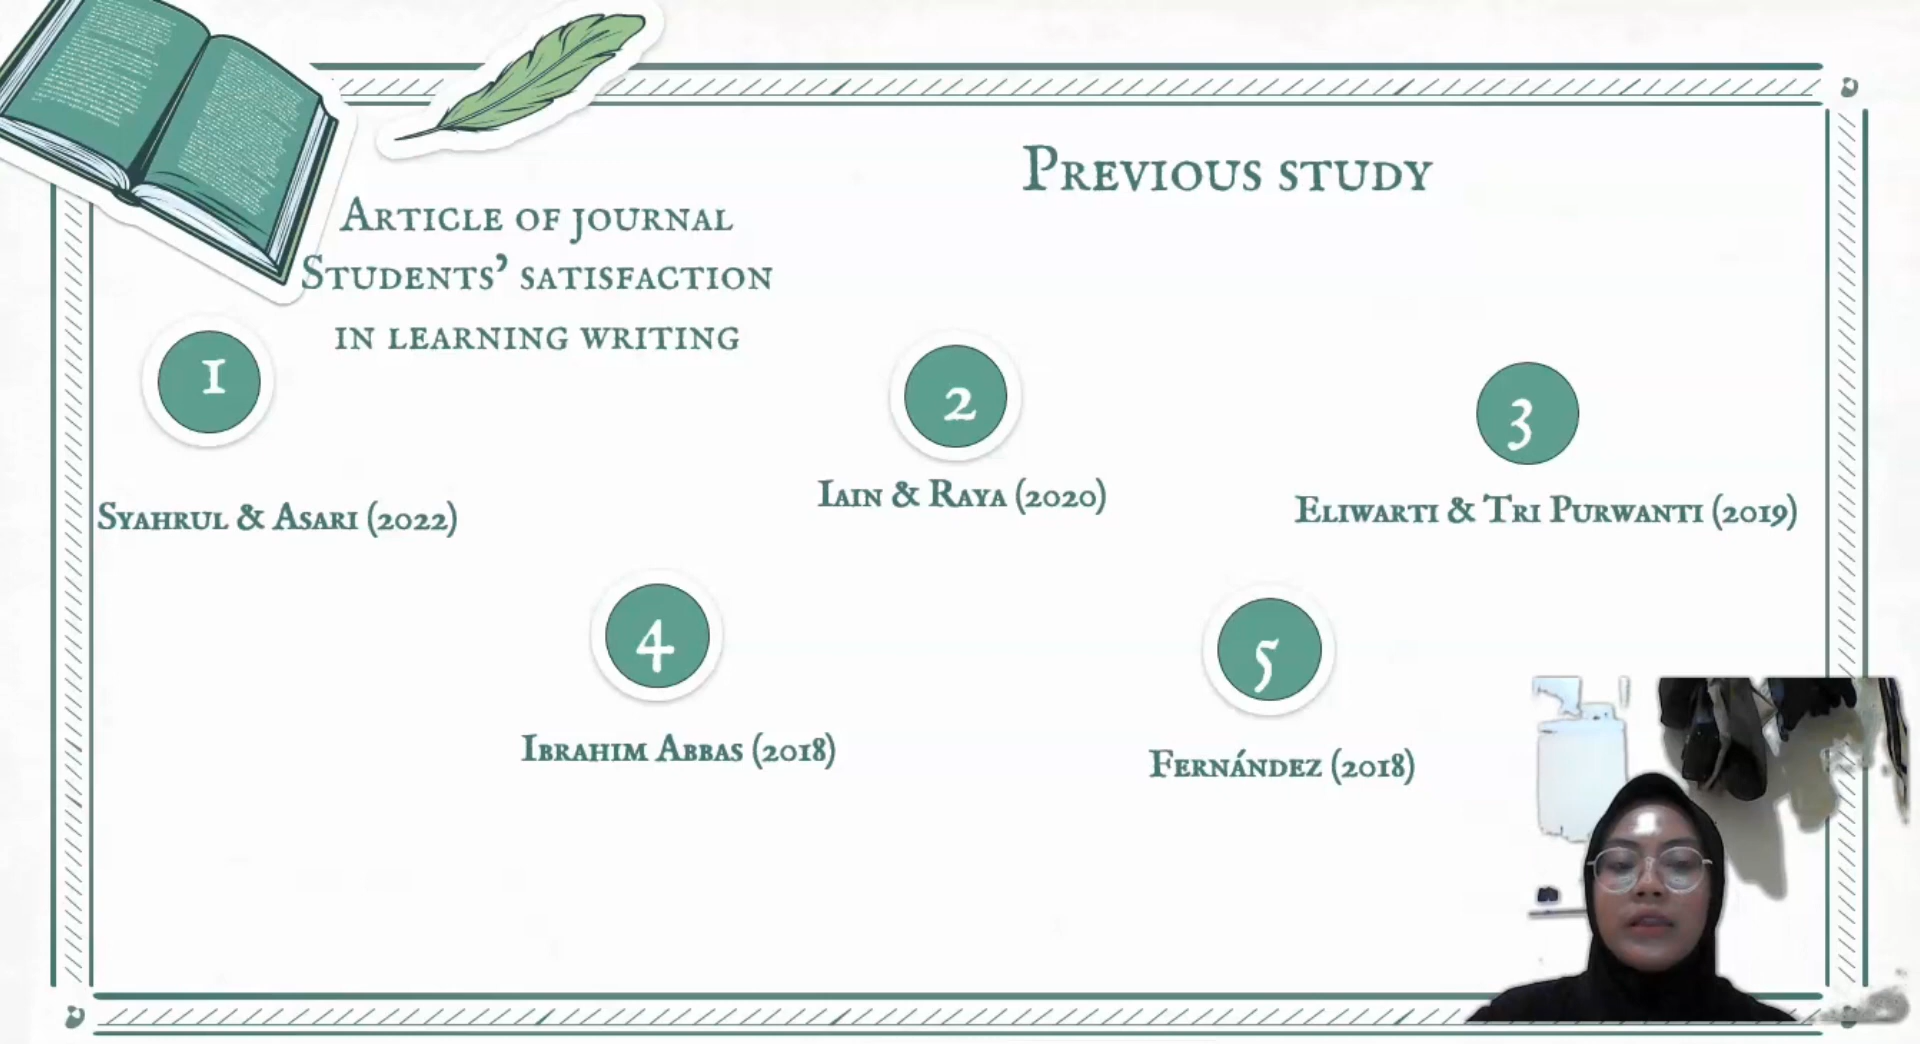 Previous study
Article of journal
Students’ satisfaction
in learning writing
1
Syahrul & Asari (2022)
2
Iain & Raya (2020)
3
Eliwarti & Tri Purwanti (2019)
4
Ibrahim Abbas (2018)
5
Fernández (2018)